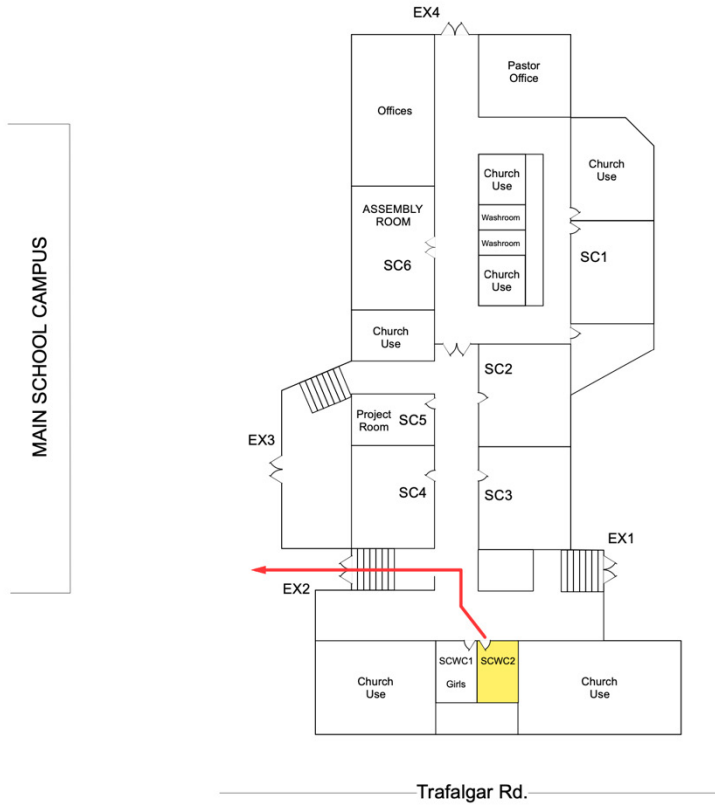 EX4
Pastor
Office
Offices
Church
Use
Church
Use
ASSEMBLY
ROOM
Washroom
Washroom
SC1
SC6
Church
Use
MAIN SCHOOL CAMPUS
Church
Use
SC2
Project
Room
SC5
EX3
SC4
SC3
EX1
EX2
SCWC1
Girls
SCWC2
Church
Use
Church
Use
Trafalgar Rd.